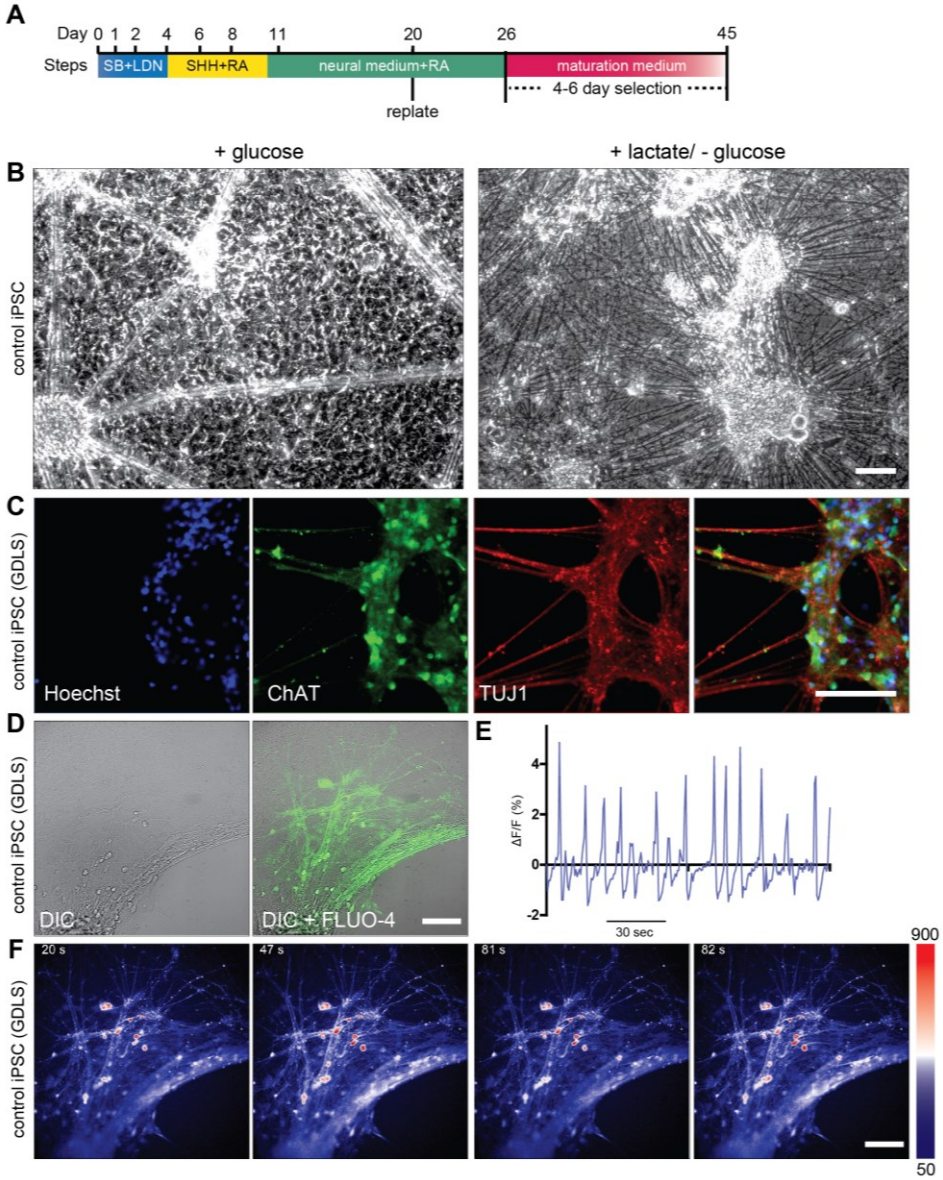 A
Day 0 1 2 4 6 8 11 20 26 45
Steps SB+LDN SHH+RA neural medium+RA maturation medium
4-6 day selection
replate
+ glucose + lactate/ - glucose
B
control iPSC
C
control iPSC (GDLS)
Hoechst ChAT TUJ1
D
control iPSC (GDLS)
DIC DIC + FLUO-4
E
4
2
0
-2
ΔF/F (%)
30 sec
F
control iPSC (GDLS)
20 s 47 s 81 s 82 s
900
50